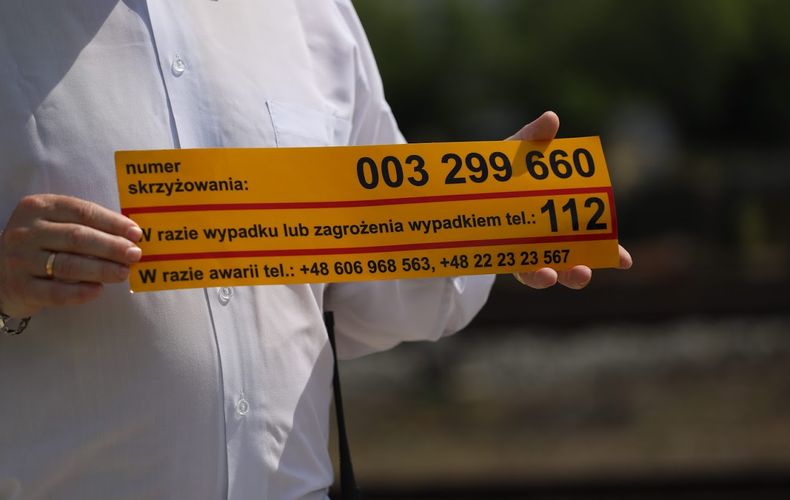 numer
skrzyżowania: 003 299 660
W razie wypadku lub zagrożenia wypadkiem tel.: 112
W razie awarii tel.: +48 606 968 563, +48 22 23 23 567